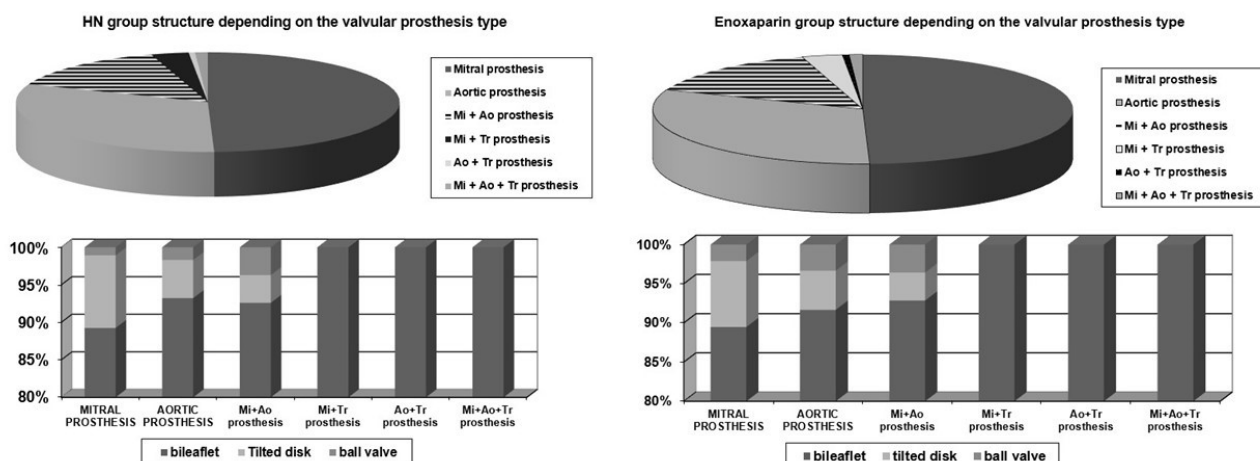 HN group structure depending on the valvular prosthesis type
Mitral prosthesis
Aortic prosthesis
Mi + Ao prosthesis
Mi + Tr prosthesis
Ao + Tr prosthesis
Mi + Ao + Tr prosthesis
100%
95%
90%
85%
80%
MITRAL PROSTHESIS
AORTIC PROSTHESIS
Mi+Ao prosthesis
Mi+Tr prosthesis
Ao+Tr prosthesis
Mi+Ao+Tr prosthesis
bileaflet Tilted disk ball valve
Enoxaparin group structure depending on the valvular prosthesis type
Mitral prosthesis
Aortic prosthesis
Mi + Ao prosthesis
Mi + Tr prosthesis
Ao + Tr prosthesis
Mi + Ao + Tr prosthesis
100%
95%
90%
85%
80%
MITRAL PROSTHESIS
AORTIC PROSTHESIS
Mi+Ao prosthesis
Mi+Tr prosthesis
Ao+Tr prosthesis
Mi+Ao+Tr prosthesis
bileaflet tilted disk ball valve